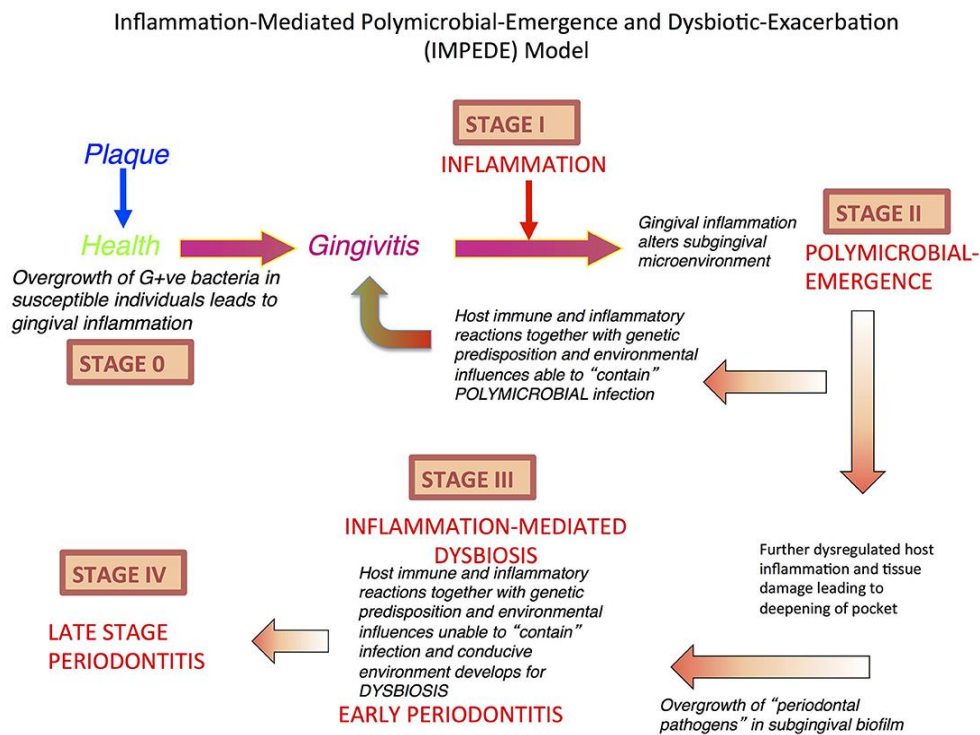 Inflammation-Mediated Polymicrobial-Emergence and Dysbiotic-Exacerbation
(IMPEDE) Model
STAGE I
INFLAMMATION
Plaque
Health
Gingivitis
Overgrowth of G+ve bacteria in
susceptible individuals leads to
gingival inflammation
STAGE 0
Gingival inflammation
alters subgingival
microenvironment
STAGE II
POLYMICROBIAL-
EMERGENCE
Host immune and inflammatory
reactions together with genetic
predisposition and environmental
influences able to “contain”
POLYMICROBIAL infection
Further dysregulated host
inflammation and tissue
damage leading to
deepening of pocket
Overgrowth of “periodontal
pathogens” in subgingival biofilm
STAGE III
INFLAMMATION-MEDIATED
DYSBIOSIS
Host immune and inflammatory
reactions together with genetic
predisposition and environmental
influences unable to “contain”
infection and conducive
environment develops for
DYSBIOSIS
EARLY PERIODONTITIS
STAGE IV
LATE STAGE
PERIODONTITIS